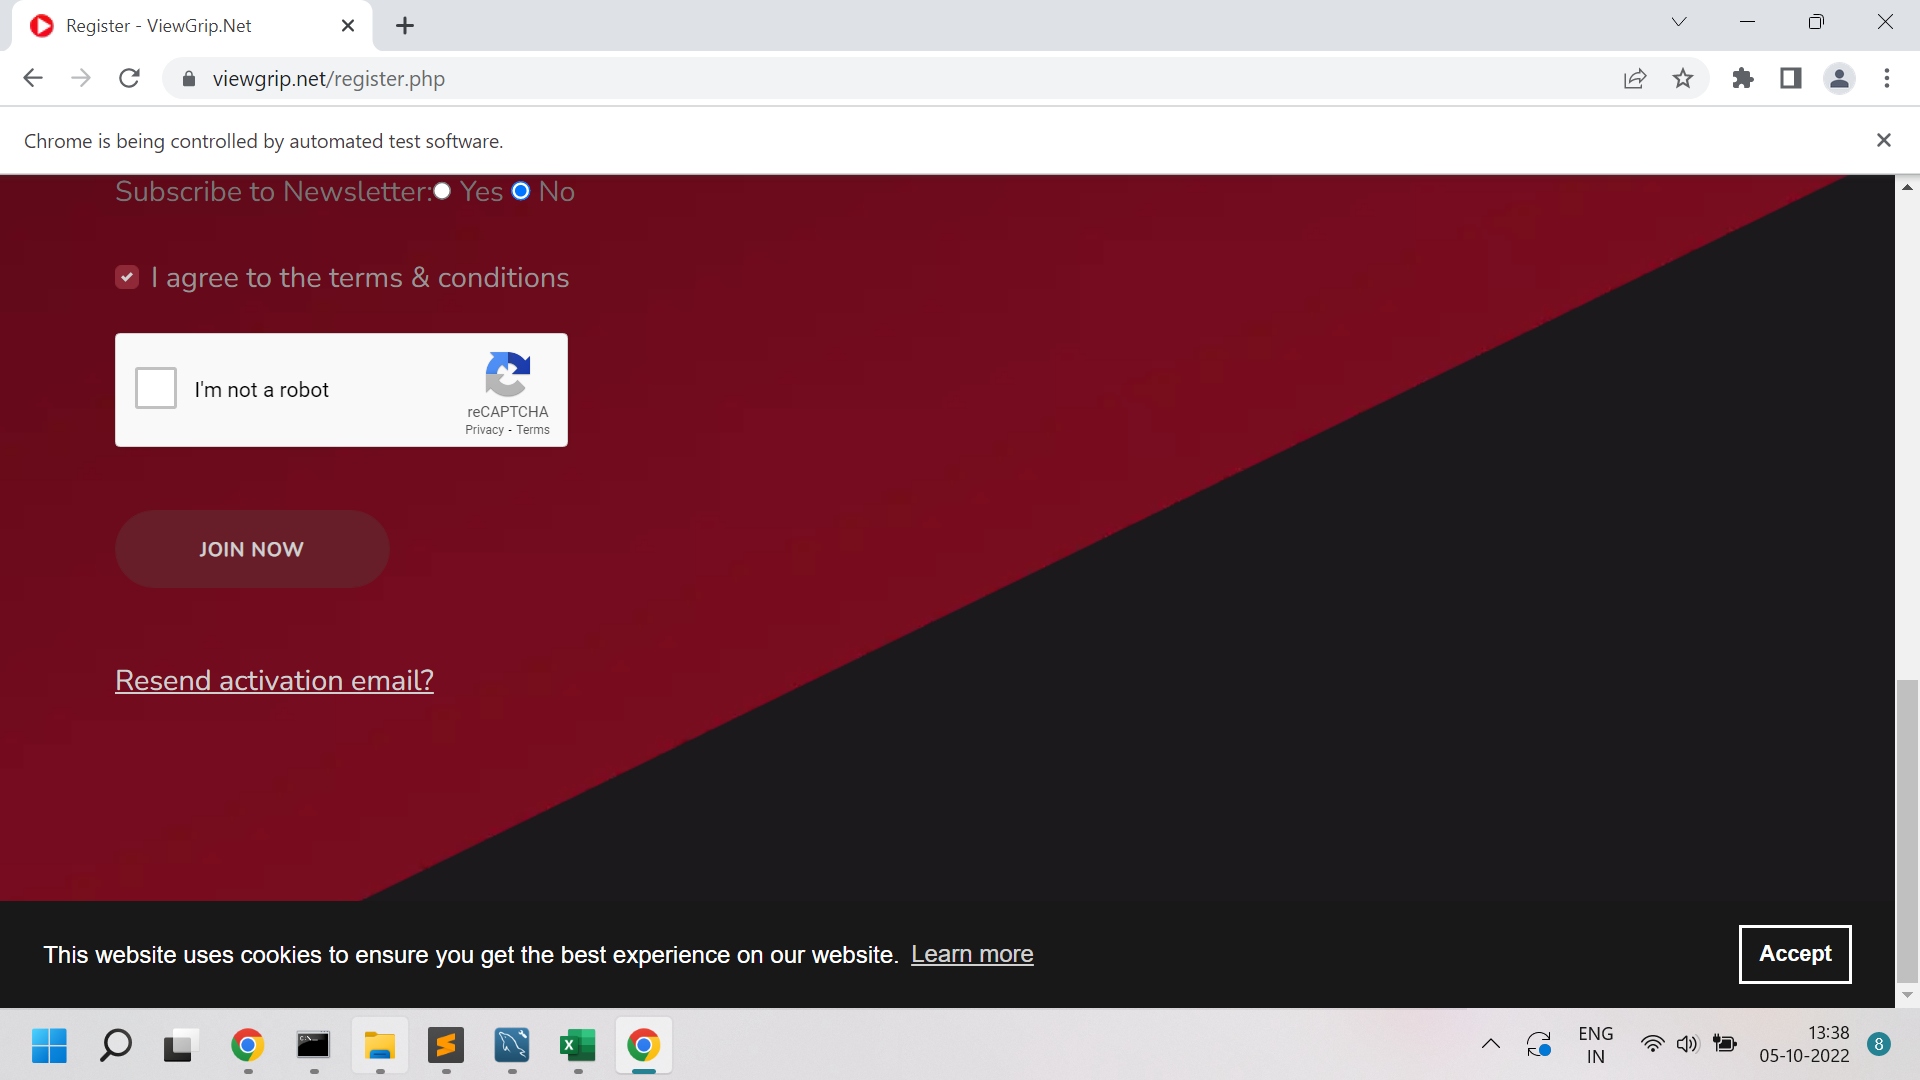 Register - ViewGrip.Net
viewgrip.net/register.php
Chrome is being controlled by automated test software.
Subscribe to Newsletter: Yes No
I agree to the terms & conditions
I'm not a robot
reCAPTCHA
Privacy - Terms
JOIN NOW
Resend activation email?
This website uses cookies to ensure you get the best experience on our website. Learn more
Accept
ENG
IN
13:38
05-10-2022
8